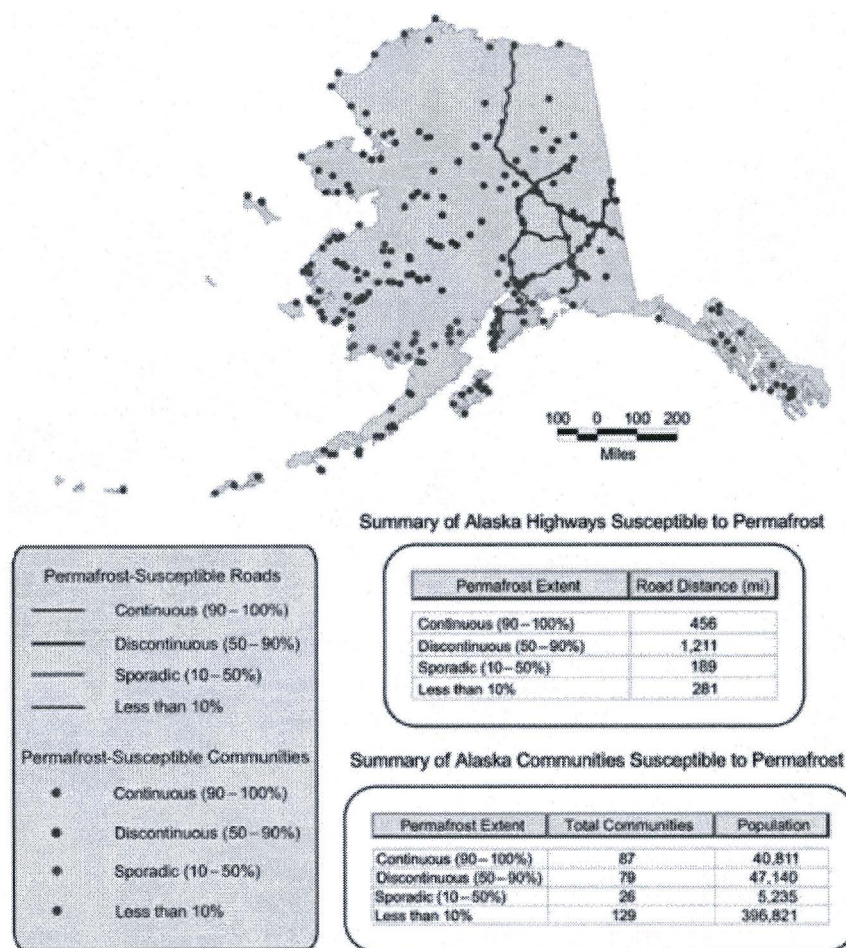 100 0 100 200
Miles
Summary of Alaska Highways Susceptible to Permafrost
Permafrost Extent Road Distance (mi)
Continuous (90–100%) 456
Discontinuous (50–90%) 1,211
Sporadic (10–50%) 189
Less than 10% 281
Permafrost-Susceptible Roads
Continuous (90–100%)
Discontinuous (50–90%)
Sporadic (10–50%)
Less than 10%
Permafrost-Susceptible Communities
Continuous (90–100%)
Discontinuous (50–90%)
Sporadic (10–50%)
Less than 10%
Summary of Alaska Communities Susceptible to Permafrost
Permafrost Extent Total Communities Population
Continuous (90–100%) 87 40,811
Discontinuous (50–90%) 79 47,140
Sporadic (10–50%) 26 5,235
Less than 10% 129 396,821